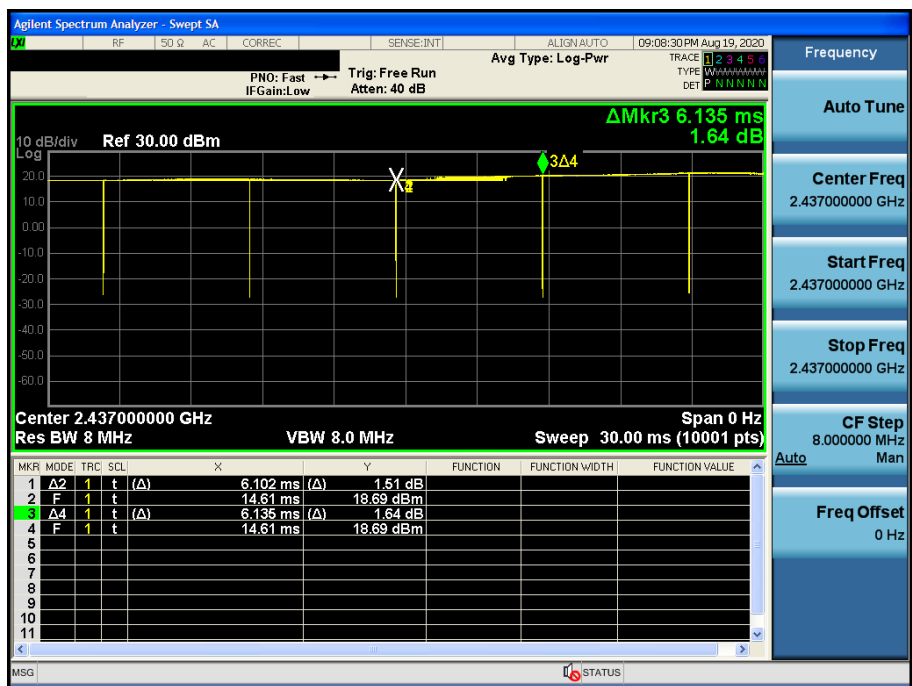 Agilent Spectrum Analyzer - Swept SA
LXI RF 50 Ω AC CORREC SENSE:INT ALIGN AUTO 09:08:30 PM Aug 19, 2020
Frequency
Avg Type: Log-Pwr
TRACE 1 2 3 4 5 6
TYPE WWWWWW
DET P N N N N N
PNO: Fast
IFGain:Low
Trig: Free Run
Atten: 40 dB
Auto Tune
ΔMkr3 6.135 ms
1.64 dB
10 dB/div
Log
Ref 30.00 dBm
3Δ4
20.0
10.0
0.00
-10.0
-20.0
-30.0
-40.0
-50.0
-60.0
Center Freq
2.437000000 GHz
Start Freq
2.437000000 GHz
Stop Freq
2.437000000 GHz
Center 2.437000000 GHz
Span 0 Hz
Res BW 8 MHz
VBW 8.0 MHz
Sweep 30.00 ms (10001 pts)
CF Step
8.000000 MHz
Auto Man
MKR MODE TRC SCL X Y FUNCTION FUNCTION WIDTH FUNCTION VALUE
1 Δ2 1 t (Δ) 6.102 ms (Δ) 1.51 dB
2 F 1 t 14.61 ms 18.69 dBm
3 Δ4 1 t (Δ) 6.135 ms (Δ) 1.64 dB
4 F 1 t 14.61 ms 18.69 dBm
5
6
7
8
9
10
11
Freq Offset
0 Hz
MSG
STATUS